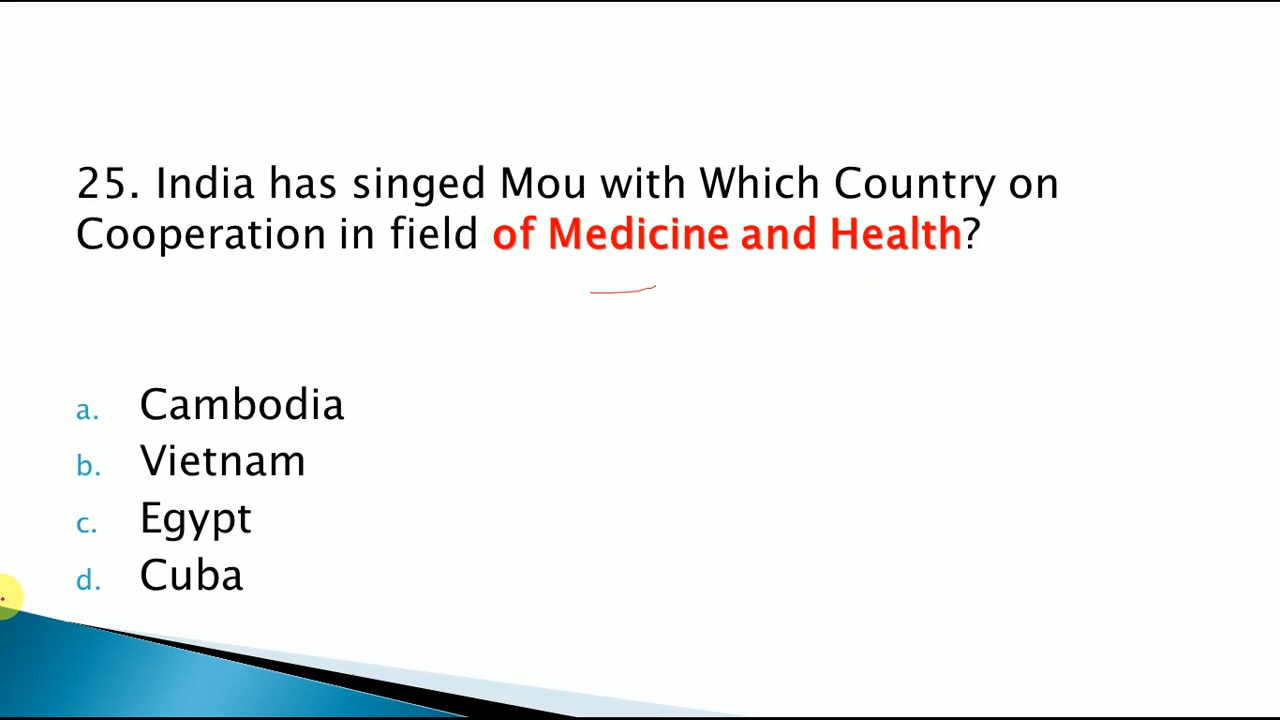 25. India has singed Mou with Which Country on
Cooperation in field of Medicine and Health?
a. Cambodia
b. Vietnam
c. Egypt
d. Cuba